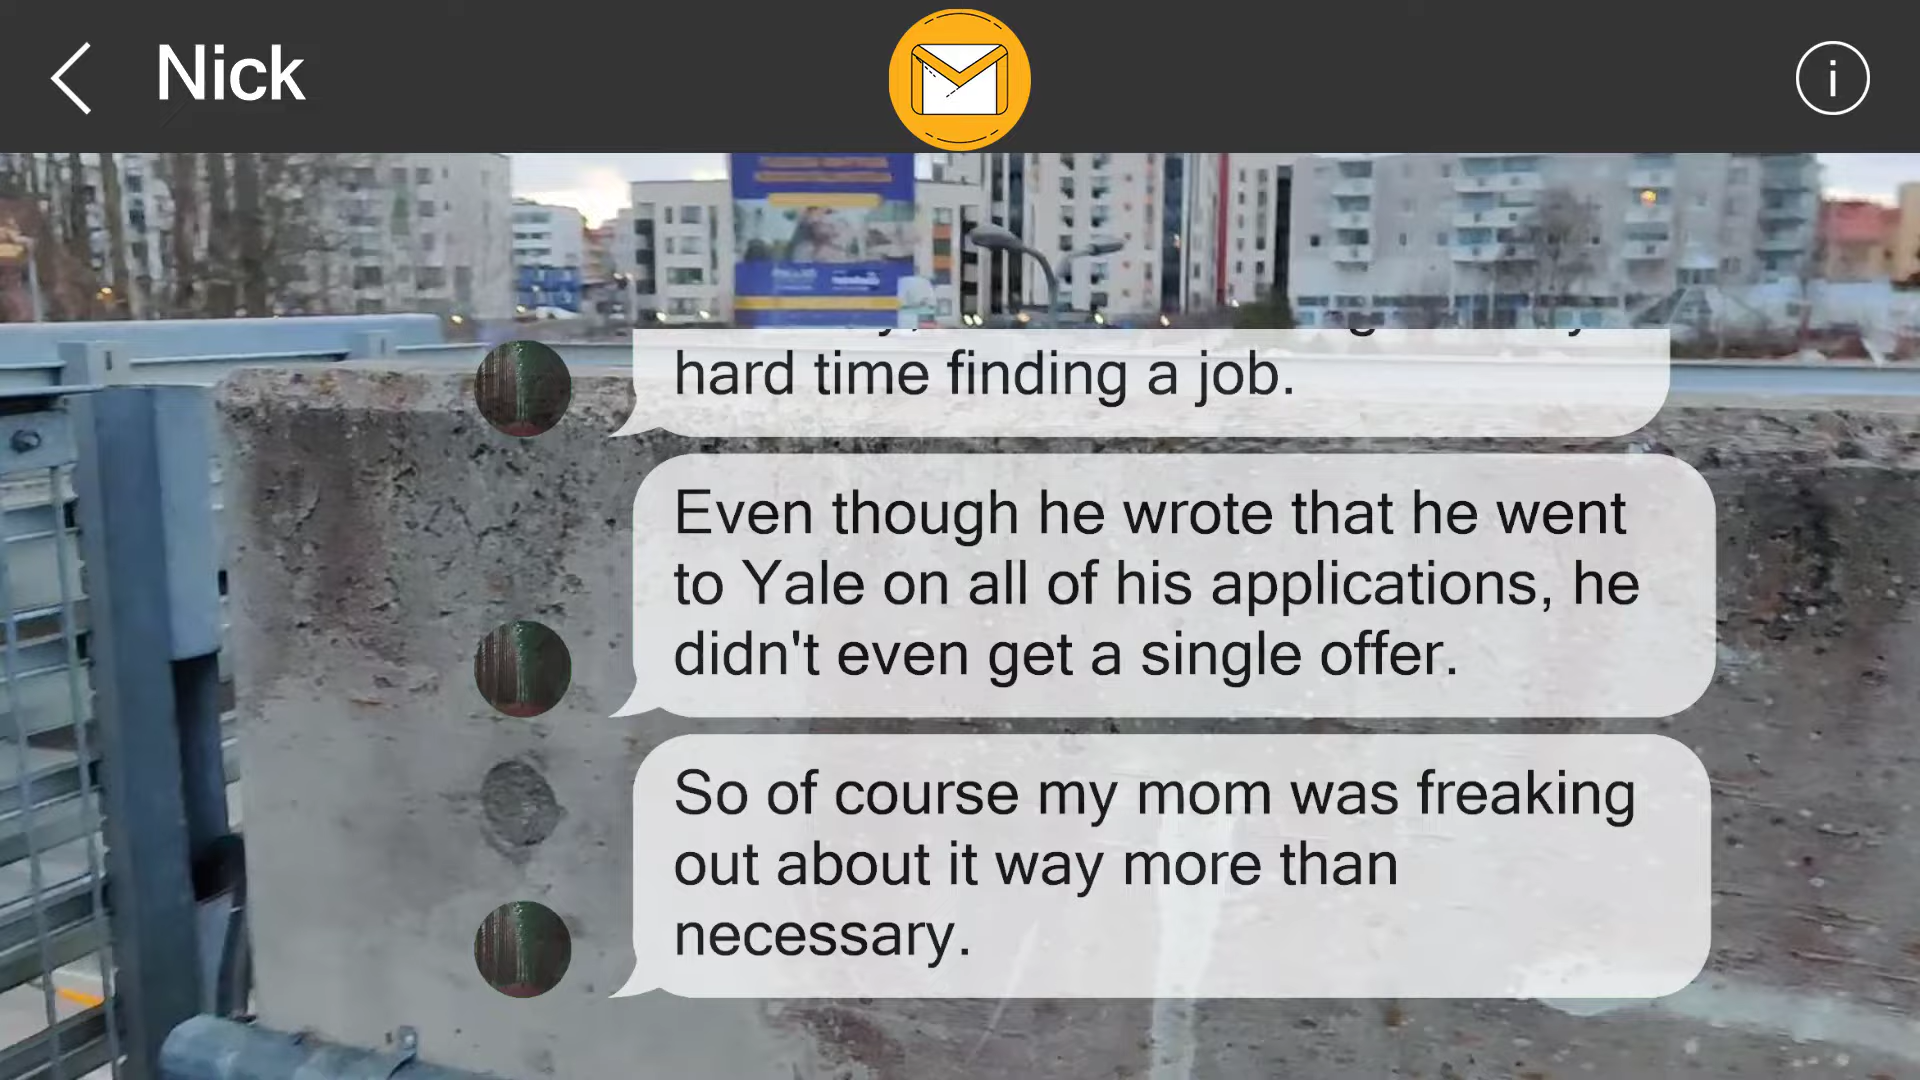 Nick
hard time finding a job.
Even though he wrote that he went
to Yale on all of his applications, he
didn't even get a single offer.
So of course my mom was freaking
out about it way more than
necessary.